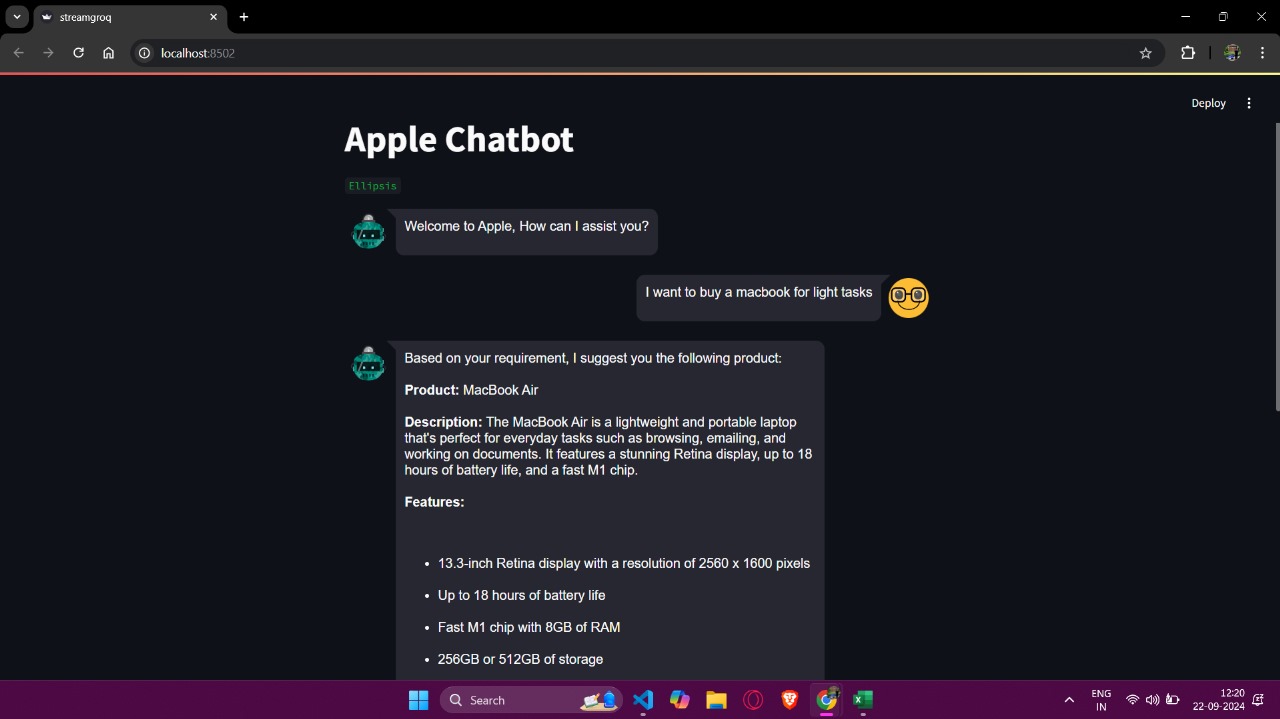 streamgroq
localhost:8502
Deploy
Apple Chatbot
Ellipsis
Welcome to Apple, How can I assist you?
I want to buy a macbook for light tasks
Based on your requirement, I suggest you the following product:
Product: MacBook Air
Description: The MacBook Air is a lightweight and portable laptop
that's perfect for everyday tasks such as browsing, emailing, and
working on documents. It features a stunning Retina display, up to 18
hours of battery life, and a fast M1 chip.
Features:
• 13.3-inch Retina display with a resolution of 2560 x 1600 pixels
• Up to 18 hours of battery life
• Fast M1 chip with 8GB of RAM
• 256GB or 512GB of storage
Search
ENG
IN
12:20
22-09-2024